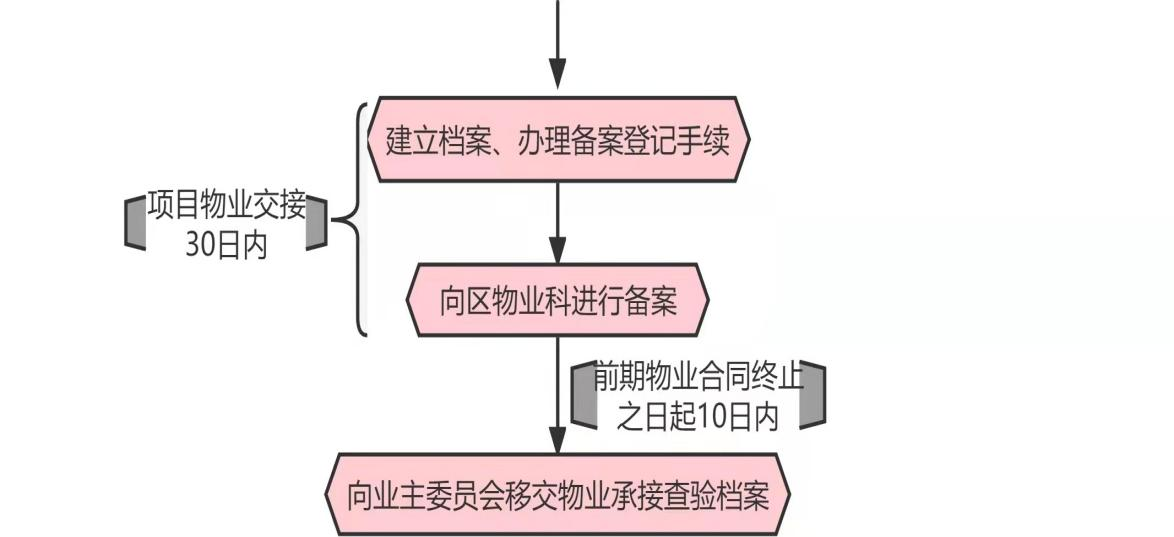 建立档案、办理备案登记手续
项目物业交接
30日内
向区物业科进行备案
前期物业合同终止
之日起10日内
向业主委员会移交物业承接查验档案